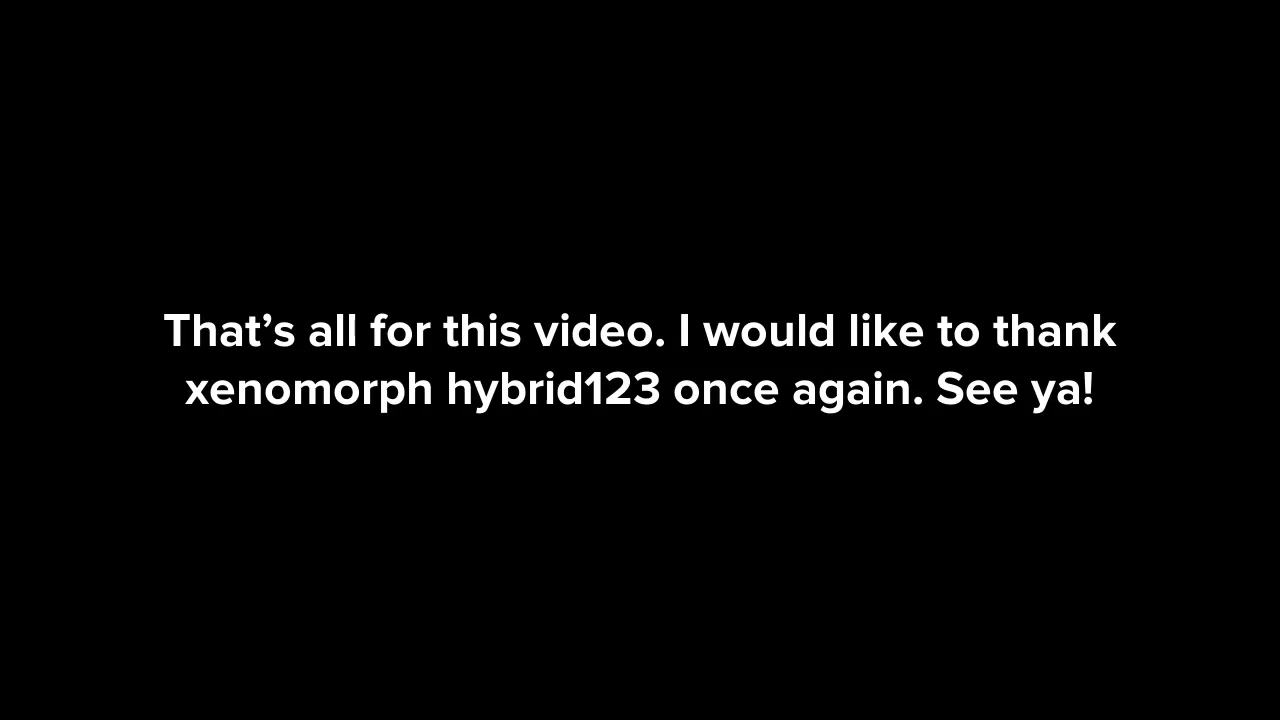 That’s all for this video. I would like to thank
xenomorph hybrid123 once again. See ya!